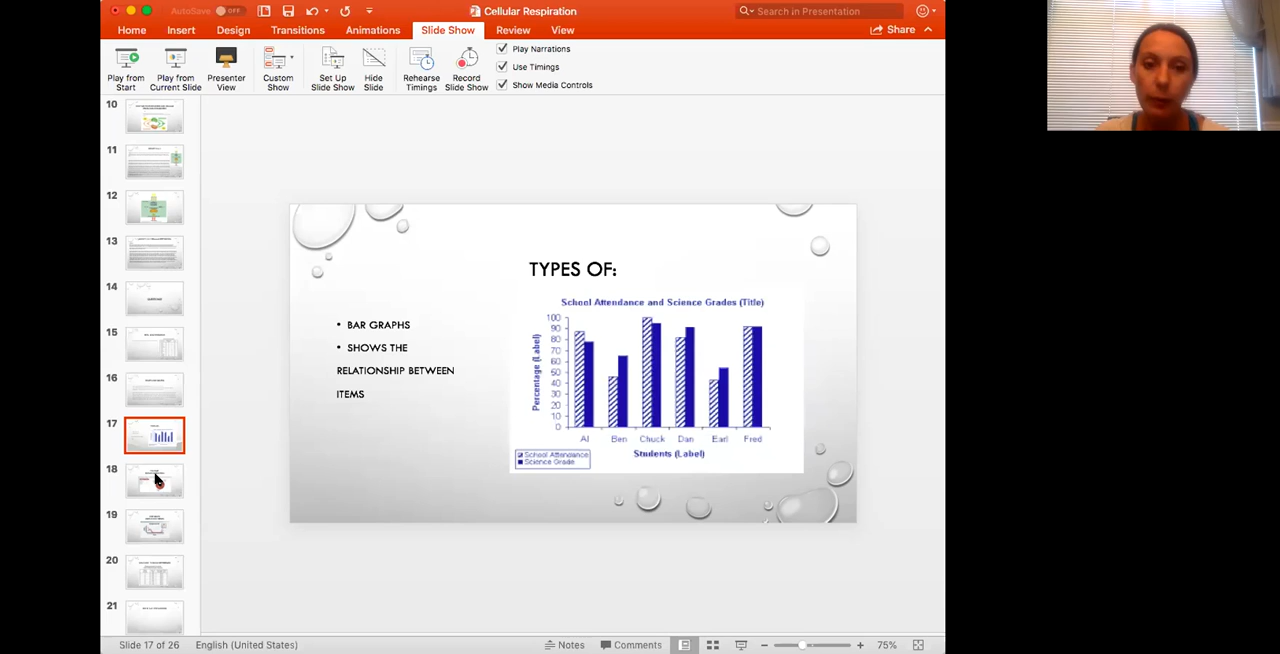 AutoSave OFF
Cellular Respiration
Search in Presentation
Home Insert Design Transitions Animations Slide Show Review View
Share
Play from Start
Play from Current Slide
Presenter View
Custom Show
Set Up Slide Show
Hide Slide
Rehearse Timings
Record Slide Show
Play Narrations
Use Timings
Show Media Controls
10
11
12
13
14
15
16
17
18
19
20
21
TYPES OF:
• BAR GRAPHS
• SHOWS THE
RELATIONSHIP BETWEEN
ITEMS
School Attendance and Science Grades (Title)
Percentage (Label)
100
90
80
70
60
50
40
30
20
10
0
Al Ben Chuck Dan Earl Fred
Students (Label)
School Attendance
Science Grade
Slide 17 of 26 English (United States) Notes Comments 75%